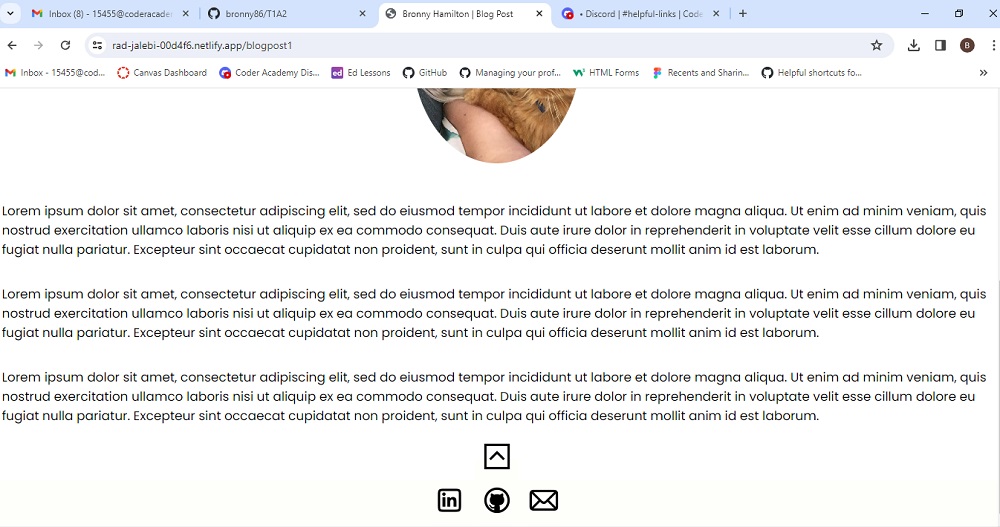 Inbox (8) - 15455@coderacade
bronny86/T1A2
Bronny Hamilton | Blog Post
• Discord | #helpful-links | Code
rad-jalebi-00d4f6.netlify.app/blogpost1
B
Inbox - 15455@cod...
Canvas Dashboard
Coder Academy Dis...
ed
Ed Lessons
GitHub
Managing your prof...
HTML Forms
Recents and Sharin...
Helpful shortcuts fo...
Lorem ipsum dolor sit amet, consectetur adipiscing elit, sed do eiusmod tempor incididunt ut labore et dolore magna aliqua. Ut enim ad minim veniam, quis
nostrud exercitation ullamco laboris nisi ut aliquip ex ea commodo consequat. Duis aute irure dolor in reprehenderit in voluptate velit esse cillum dolore eu
fugiat nulla pariatur. Excepteur sint occaecat cupidatat non proident, sunt in culpa qui officia deserunt mollit anim id est laborum.
Lorem ipsum dolor sit amet, consectetur adipiscing elit, sed do eiusmod tempor incididunt ut labore et dolore magna aliqua. Ut enim ad minim veniam, quis
nostrud exercitation ullamco laboris nisi ut aliquip ex ea commodo consequat. Duis aute irure dolor in reprehenderit in voluptate velit esse cillum dolore eu
fugiat nulla pariatur. Excepteur sint occaecat cupidatat non proident, sunt in culpa qui officia deserunt mollit anim id est laborum.
Lorem ipsum dolor sit amet, consectetur adipiscing elit, sed do eiusmod tempor incididunt ut labore et dolore magna aliqua. Ut enim ad minim veniam, quis
nostrud exercitation ullamco laboris nisi ut aliquip ex ea commodo consequat. Duis aute irure dolor in reprehenderit in voluptate velit esse cillum dolore eu
fugiat nulla pariatur. Excepteur sint occaecat cupidatat non proident, sunt in culpa qui officia deserunt mollit anim id est laborum.
in